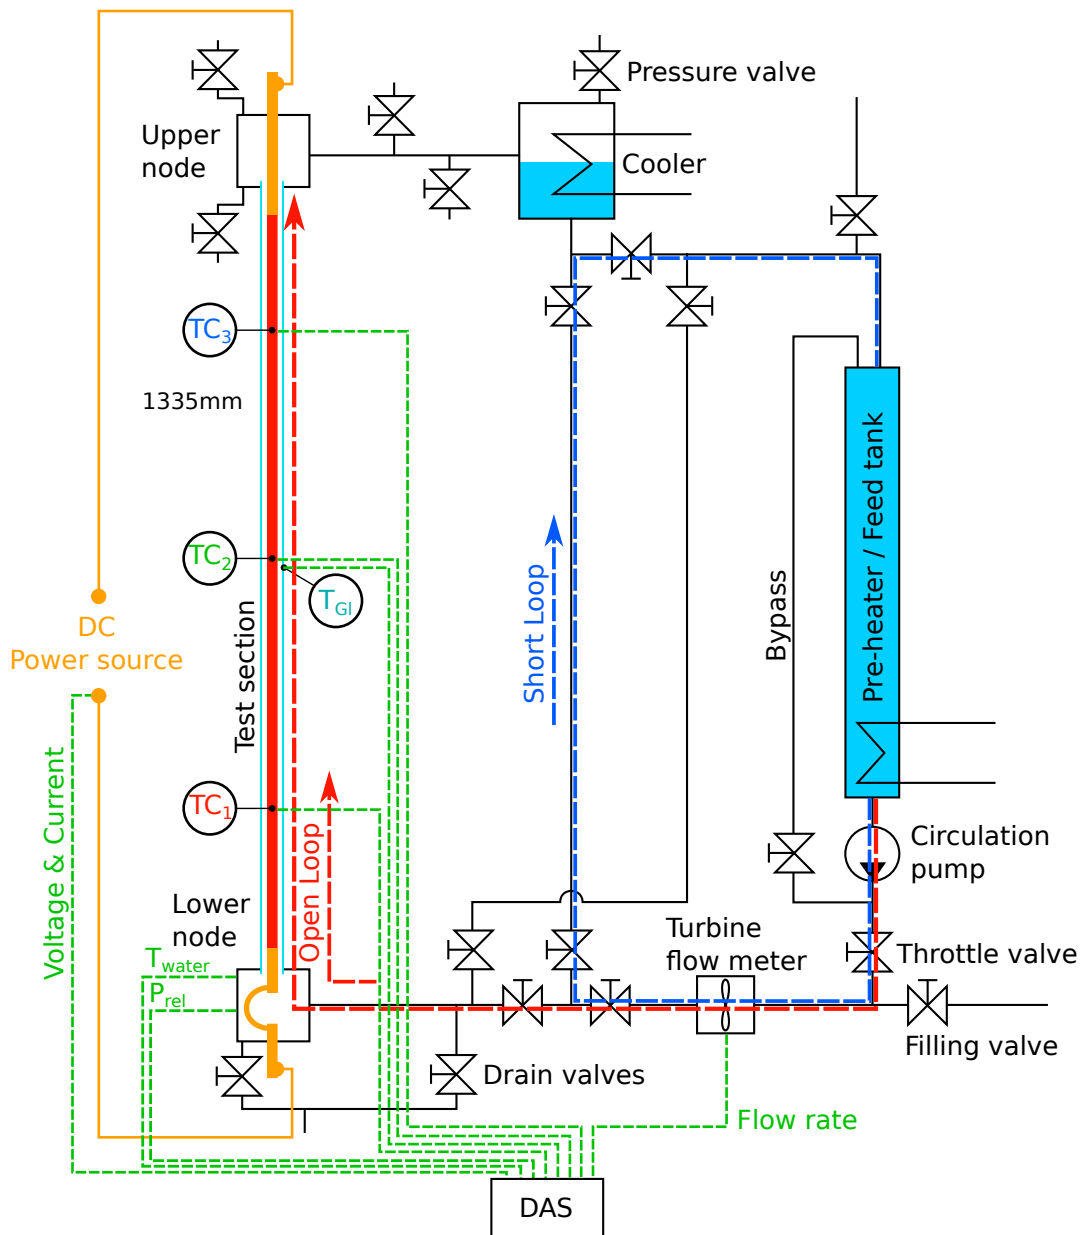 Pressure valve
Upper
node
Cooler
TC3
1335mm
TC2
TGl
DC
Power source
Test section
Short Loop
Bypass
Pre-heater / Feed tank
Voltage & Current
TC1
Open Loop
Circulation
pump
Lower
node
Turbine
flow meter
Throttle valve
Twater
Prel
Filling valve
Drain valves
Flow rate
DAS